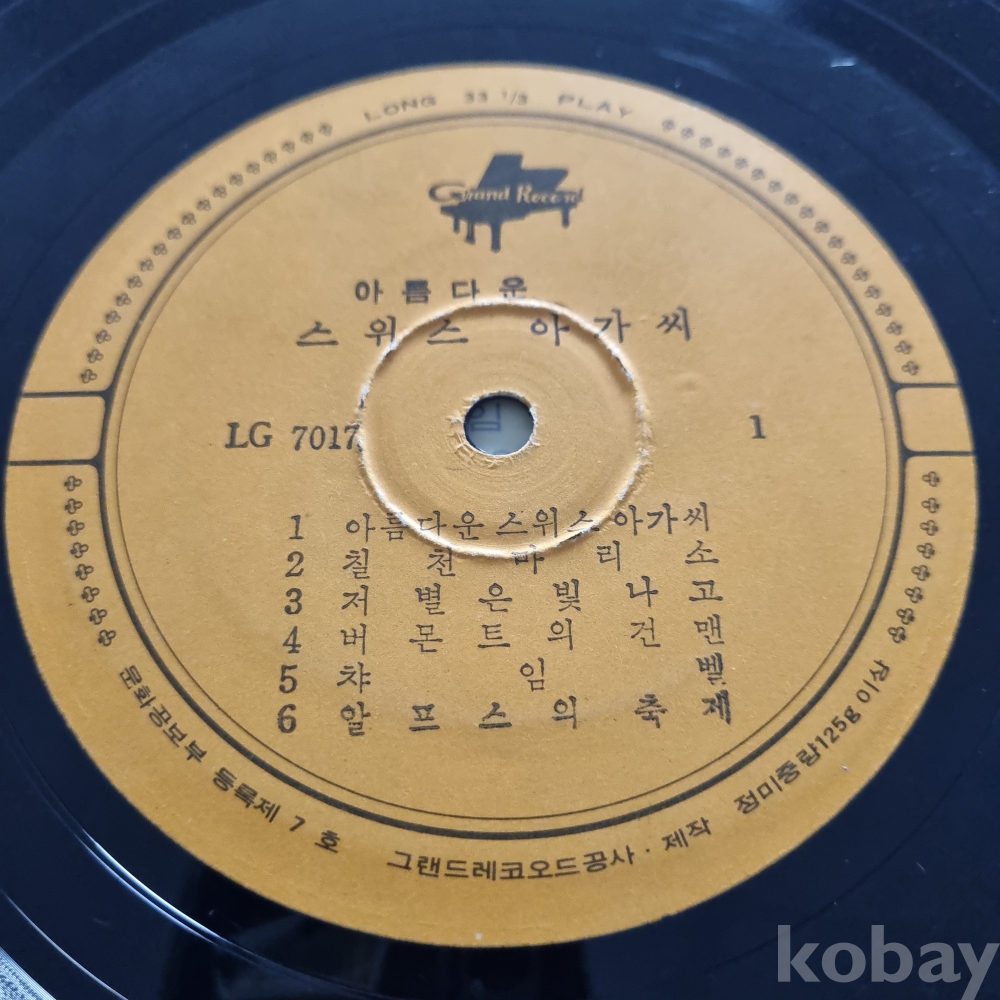 LONG 33 1/3 PLAY
Grand Record
아름다운
스위스 아가씨
LG 7017
1
1 아름다운 스위스 아가씨
2 칠천마리소
3 저별은빛나고
4 버몬트의건맨
5 챠임벨
6 알프스의축제
문화공보부 등록제 7 호 그랜드레코오드공사 · 제작 정미중량125g 이상
kobay